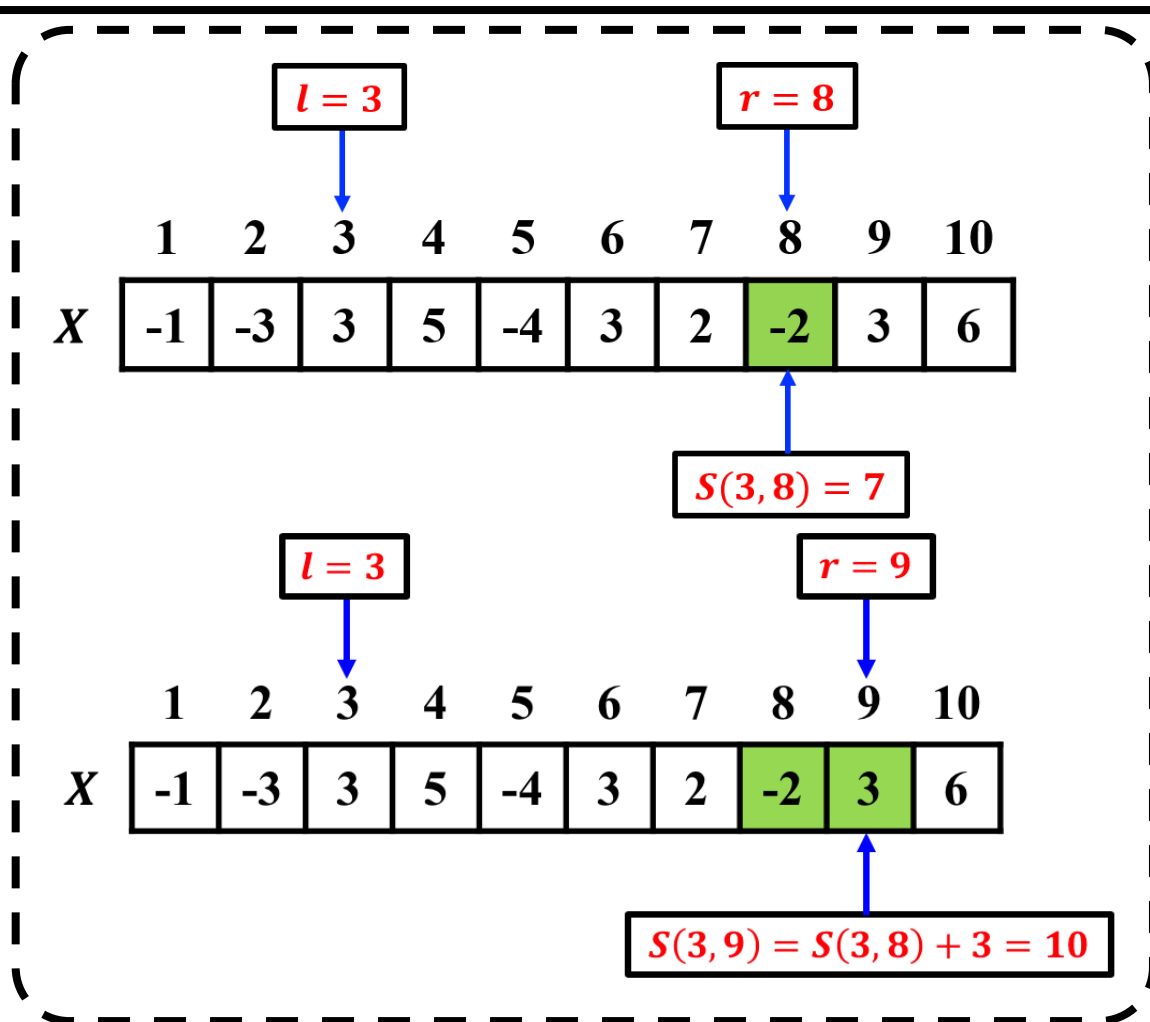 l = 3 r = 8
1 2 3 4 5 6 7 8 9 10
X -1 -3 3 5 -4 3 2 -2 3 6
S(3, 8) = 7
l = 3 r = 9
1 2 3 4 5 6 7 8 9 10
X -1 -3 3 5 -4 3 2 -2 3 6
S(3, 9) = S(3, 8) + 3 = 10